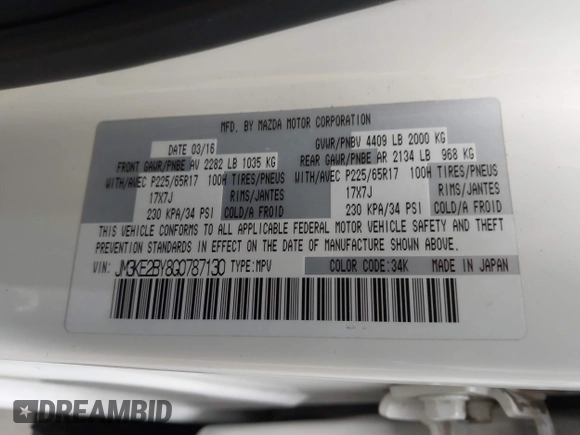 MFD. BY MAZDA MOTOR CORPORATION
DATE 03/16 GVWR/PNBV 4409 LB 2000 KG
FRONT GAWR/PNBE AV 2282 LB 1035 KG REAR GAWR/PNBE AR 2134 LB 968 KG
WITH/AVEC P225/65R17 100H TIRES/PNEUS WITH/AVEC P225/65R17 100H TIRES/PNEUS
17X7J RIMS/JANTES 17X7J RIMS/JANTES
230 KPA/34 PSI COLD/A FROID 230 KPA/34 PSI COLD/A FROID
THIS VEHICLE CONFORMS TO ALL APPLICABLE FEDERAL MOTOR VEHICLE SAFETY AND THEFT
PREVENTION STANDARDS IN EFFECT ON THE DATE OF MANUFACTURE SHOWN ABOVE.
VIN: JM3KE2BY8G0787130 TYPE:MPV COLOR CODE:34K MADE IN JAPAN
DREAMBID